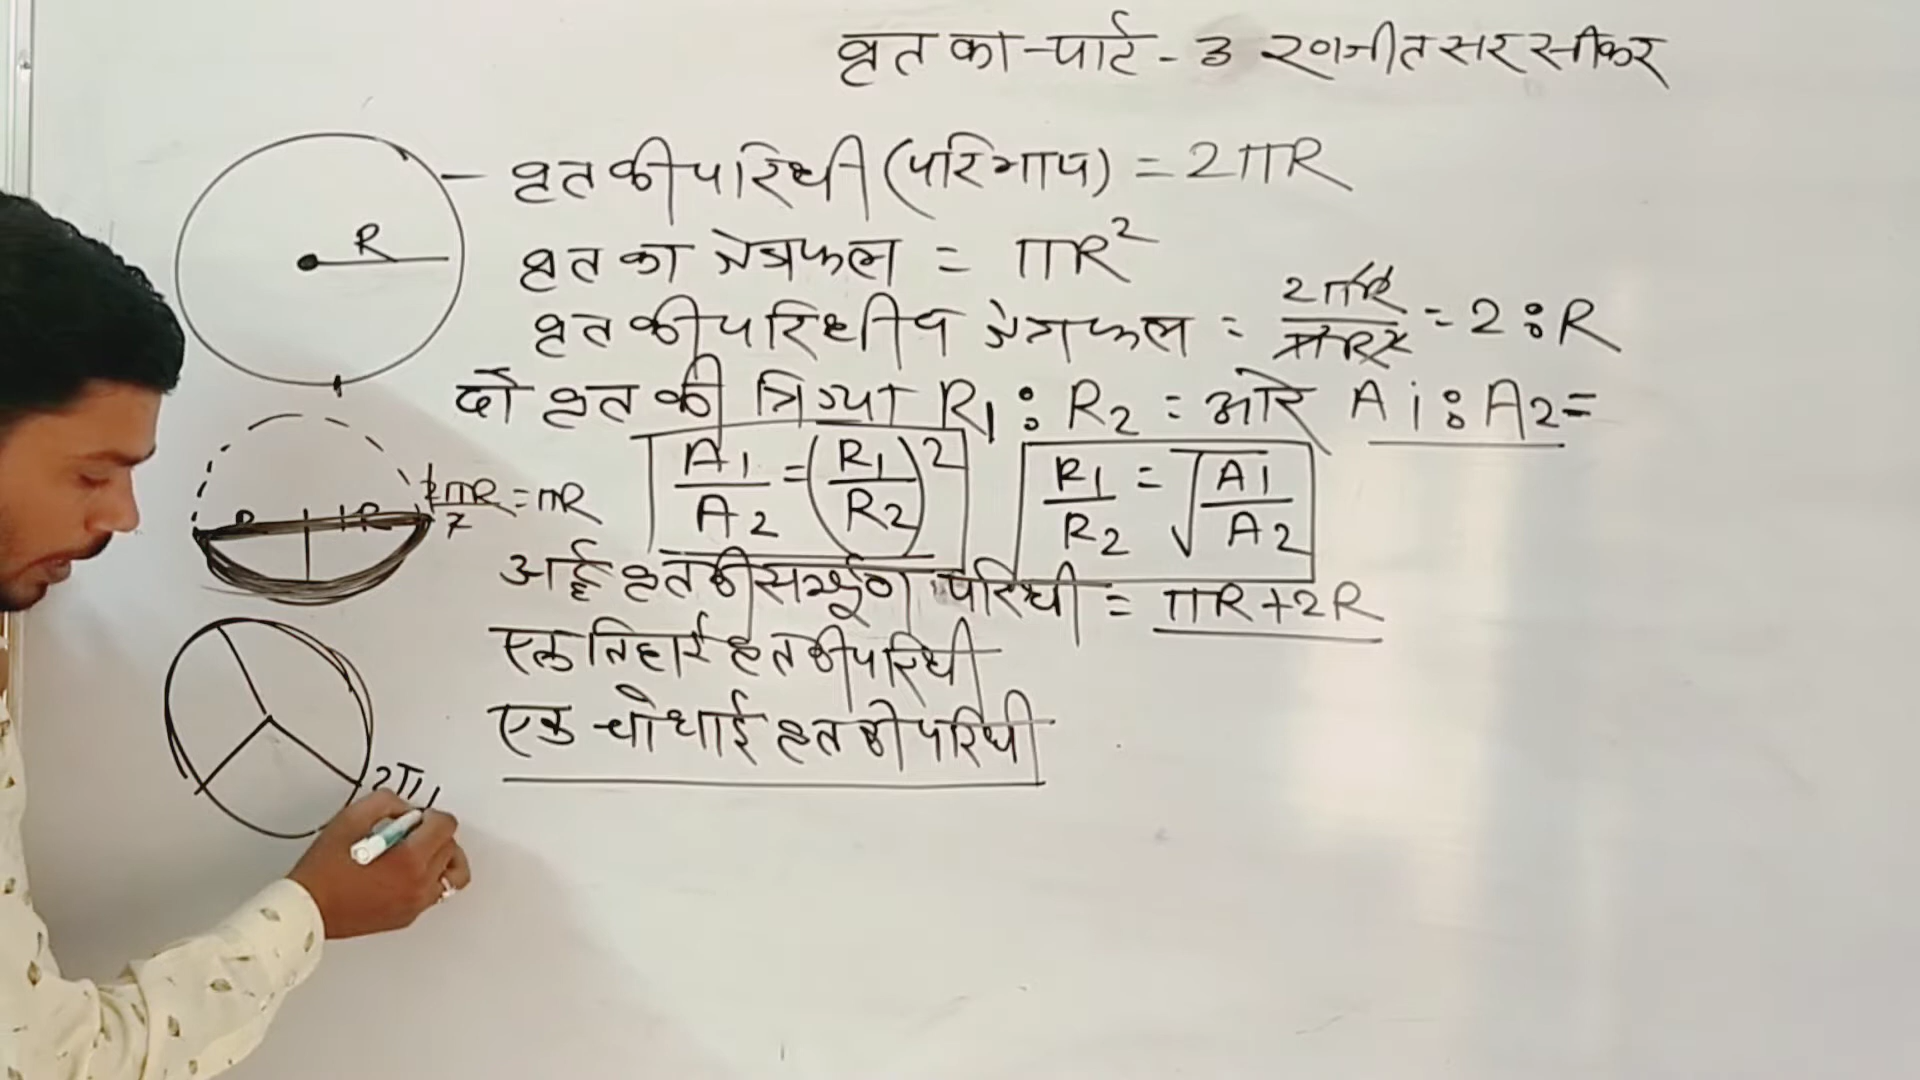 वृत का - पार्ट - 3 रणजीत सर सीकर
R
वृत की परिधी (परिमाप) = 2πR
वृत का क्षेत्रफल = πR²
वृत की परिधी व क्षेत्रफल = 2πR/πR² = 2 : R
दो वृत की त्रिज्या R₁ : R₂ = और A₁ : A₂ =
A₁/A₂ = (R₁/R₂)²
R₁/R₂ = √A₁/A₂
2πR/2 = πR
R R
अर्द्ध वृत की सम्पूर्ण परिधी = πR + 2R
एक तिहाई वृत की परिधी
एक चौथाई वृत की परिधी
2π